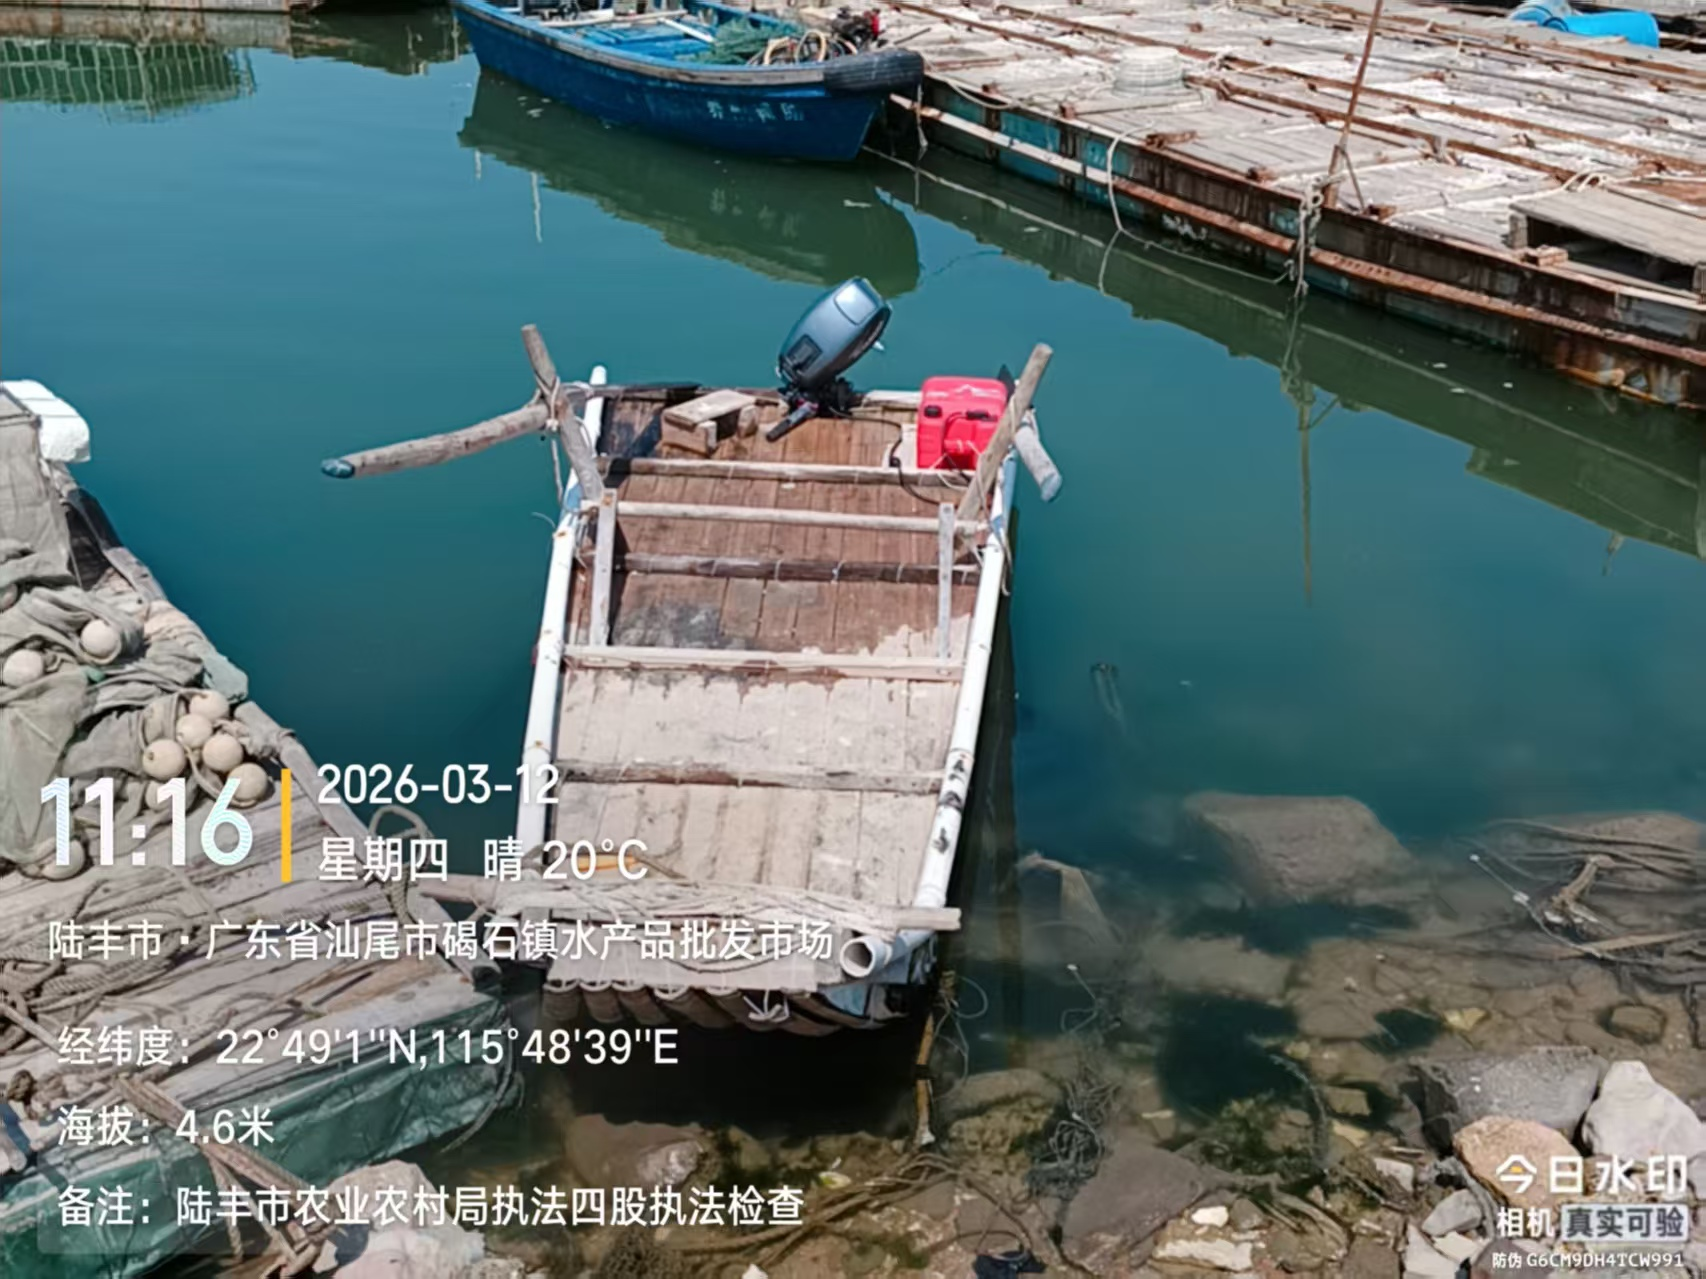 11:16
2026-03-12
星期四 晴 20°C
陆丰市·广东省汕尾市碣石镇水产品批发市场
经纬度：22°49'1"N,115°48'39"E
海拔：4.6米
备注：陆丰市农业农村局执法四股执法检查
今日水印
相机 真实可验
防伪 G6CM9DH4TCW991